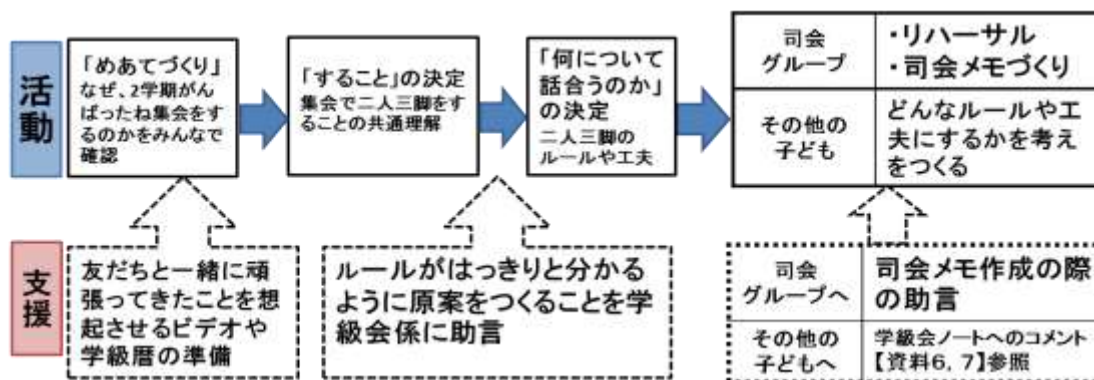 活動
「めあてづくり」
なぜ、2学期がん
ばったね集会をす
るのかをみんなで
確認
「すること」の決定
集会で二人三脚をす
ることの共通理解
「何について
話合うのか」
の決定
二人三脚の
ルールや工夫
司会
グループ
・リハーサル
・司会メモづくり
その他の
子ども
どんなルールや工
夫にするかを考え
をつくる
支援
友だちと一緒に頑
張ってきたことを想
起させるビデオや
学級暦の準備
ルールがはっきりと分かる
ように原案をつくることを学
級会係に助言
司会
グループへ
司会メモ作成の際
の助言
その他の
子どもへ
学級会ノートへのコメント
【資料6，7】参照